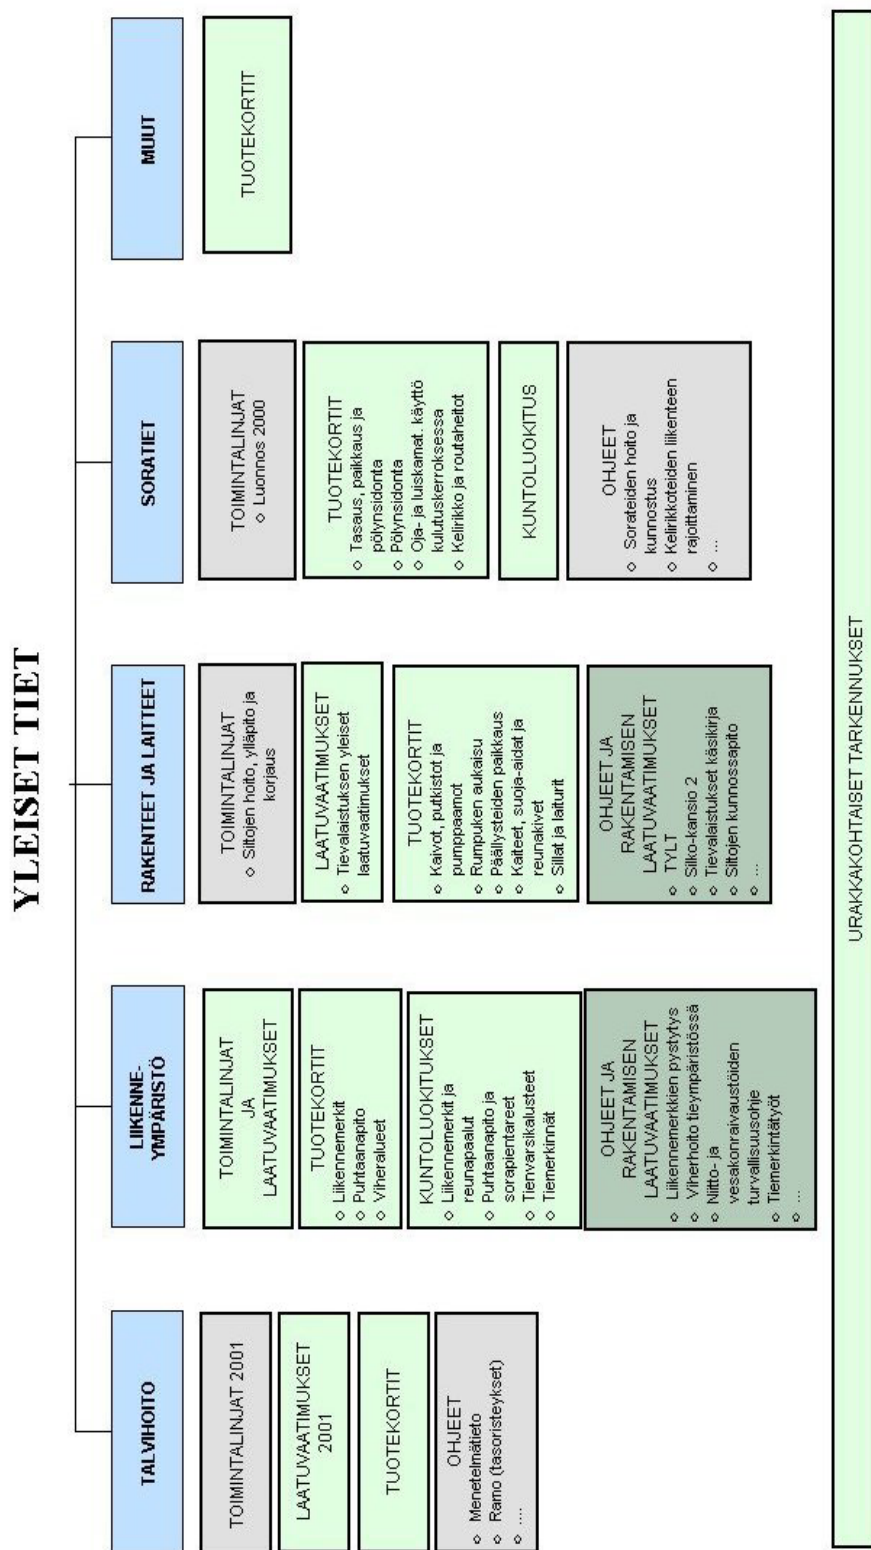 YLEISET TIET
TALVIHOITO
TOIMINTALINJAT 2001
LAATUVAATIMUKSET
2001
TUOTEKORTIT
OHJEET
◇ Menetelmätieto
◇ Ramo (tasoristeykset)
◇ ....
LIIKENNE-
YMPÄRISTÖ
TOIMINTALINJAT
JA
LAATUVAATIMUKSET
TUOTEKORTIT
◇ Liikennemerkit
◇ Puhtaanapito
◇ Viheralueet
KUNTOLUOKITUKSET
◇ Liikennemerkit ja
reunapaalut
◇ Puhtaanapito ja
sorapientareet
◇ Tienvarsikalusteet
◇ Tiemerkinnät
OHJEET JA
RAKENTAMISEN
LAATUVAATIMUKSET
◇ Liikennemerkkien pystytys
◇ Viherhoito tieympäristössä
◇ Niitto- ja
vesakonraivaustöiden
turvallisuusohje
◇ Tiemerkintätyöt
◇ ...
RAKENTEET JA LAITTEET
TOIMINTALINJAT
◇ Siltojen hoito, ylläpito ja
korjaus
LAATUVAATIMUKSET
◇ Tievalaistuksen yleiset
laatuvaatimukset
TUOTEKORTIT
◇ Kaivot, putkistot ja
pumppaamot
◇ Rumpuken aukaisu
◇ Päällysteiden paikkaus
◇ Kaiteet, suoja-aidat ja
reunakivet
◇ Sillat ja laiturit
OHJEET JA
RAKENTAMISEN
LAATUVAATIMUKSET
◇ TYLT
◇ Silko-kansio 2
◇ Tievalaistukset käsikirja
◇ Siltojen kunnossapito
◇ ...
SORATIET
TOIMINTALINJAT
◇ Luonnos 2000
TUOTEKORTIT
◇ Tasaus, paikkaus ja
pölynsidonta
◇ Pölynsidonta
◇ Oja- ja luiskamat. käyttö
kulutuskerroksessa
◇ Kelirikko ja routaheitot
KUNTOLUOKITUS
OHJEET
◇ Sorateiden hoito ja
kunnostus
◇ Kelirikkoteiden liikenteen
rajoittaminen
◇ ...
MUUT
TUOTEKORTIT
URAKKAKOHTAISET TARKENNUKSET